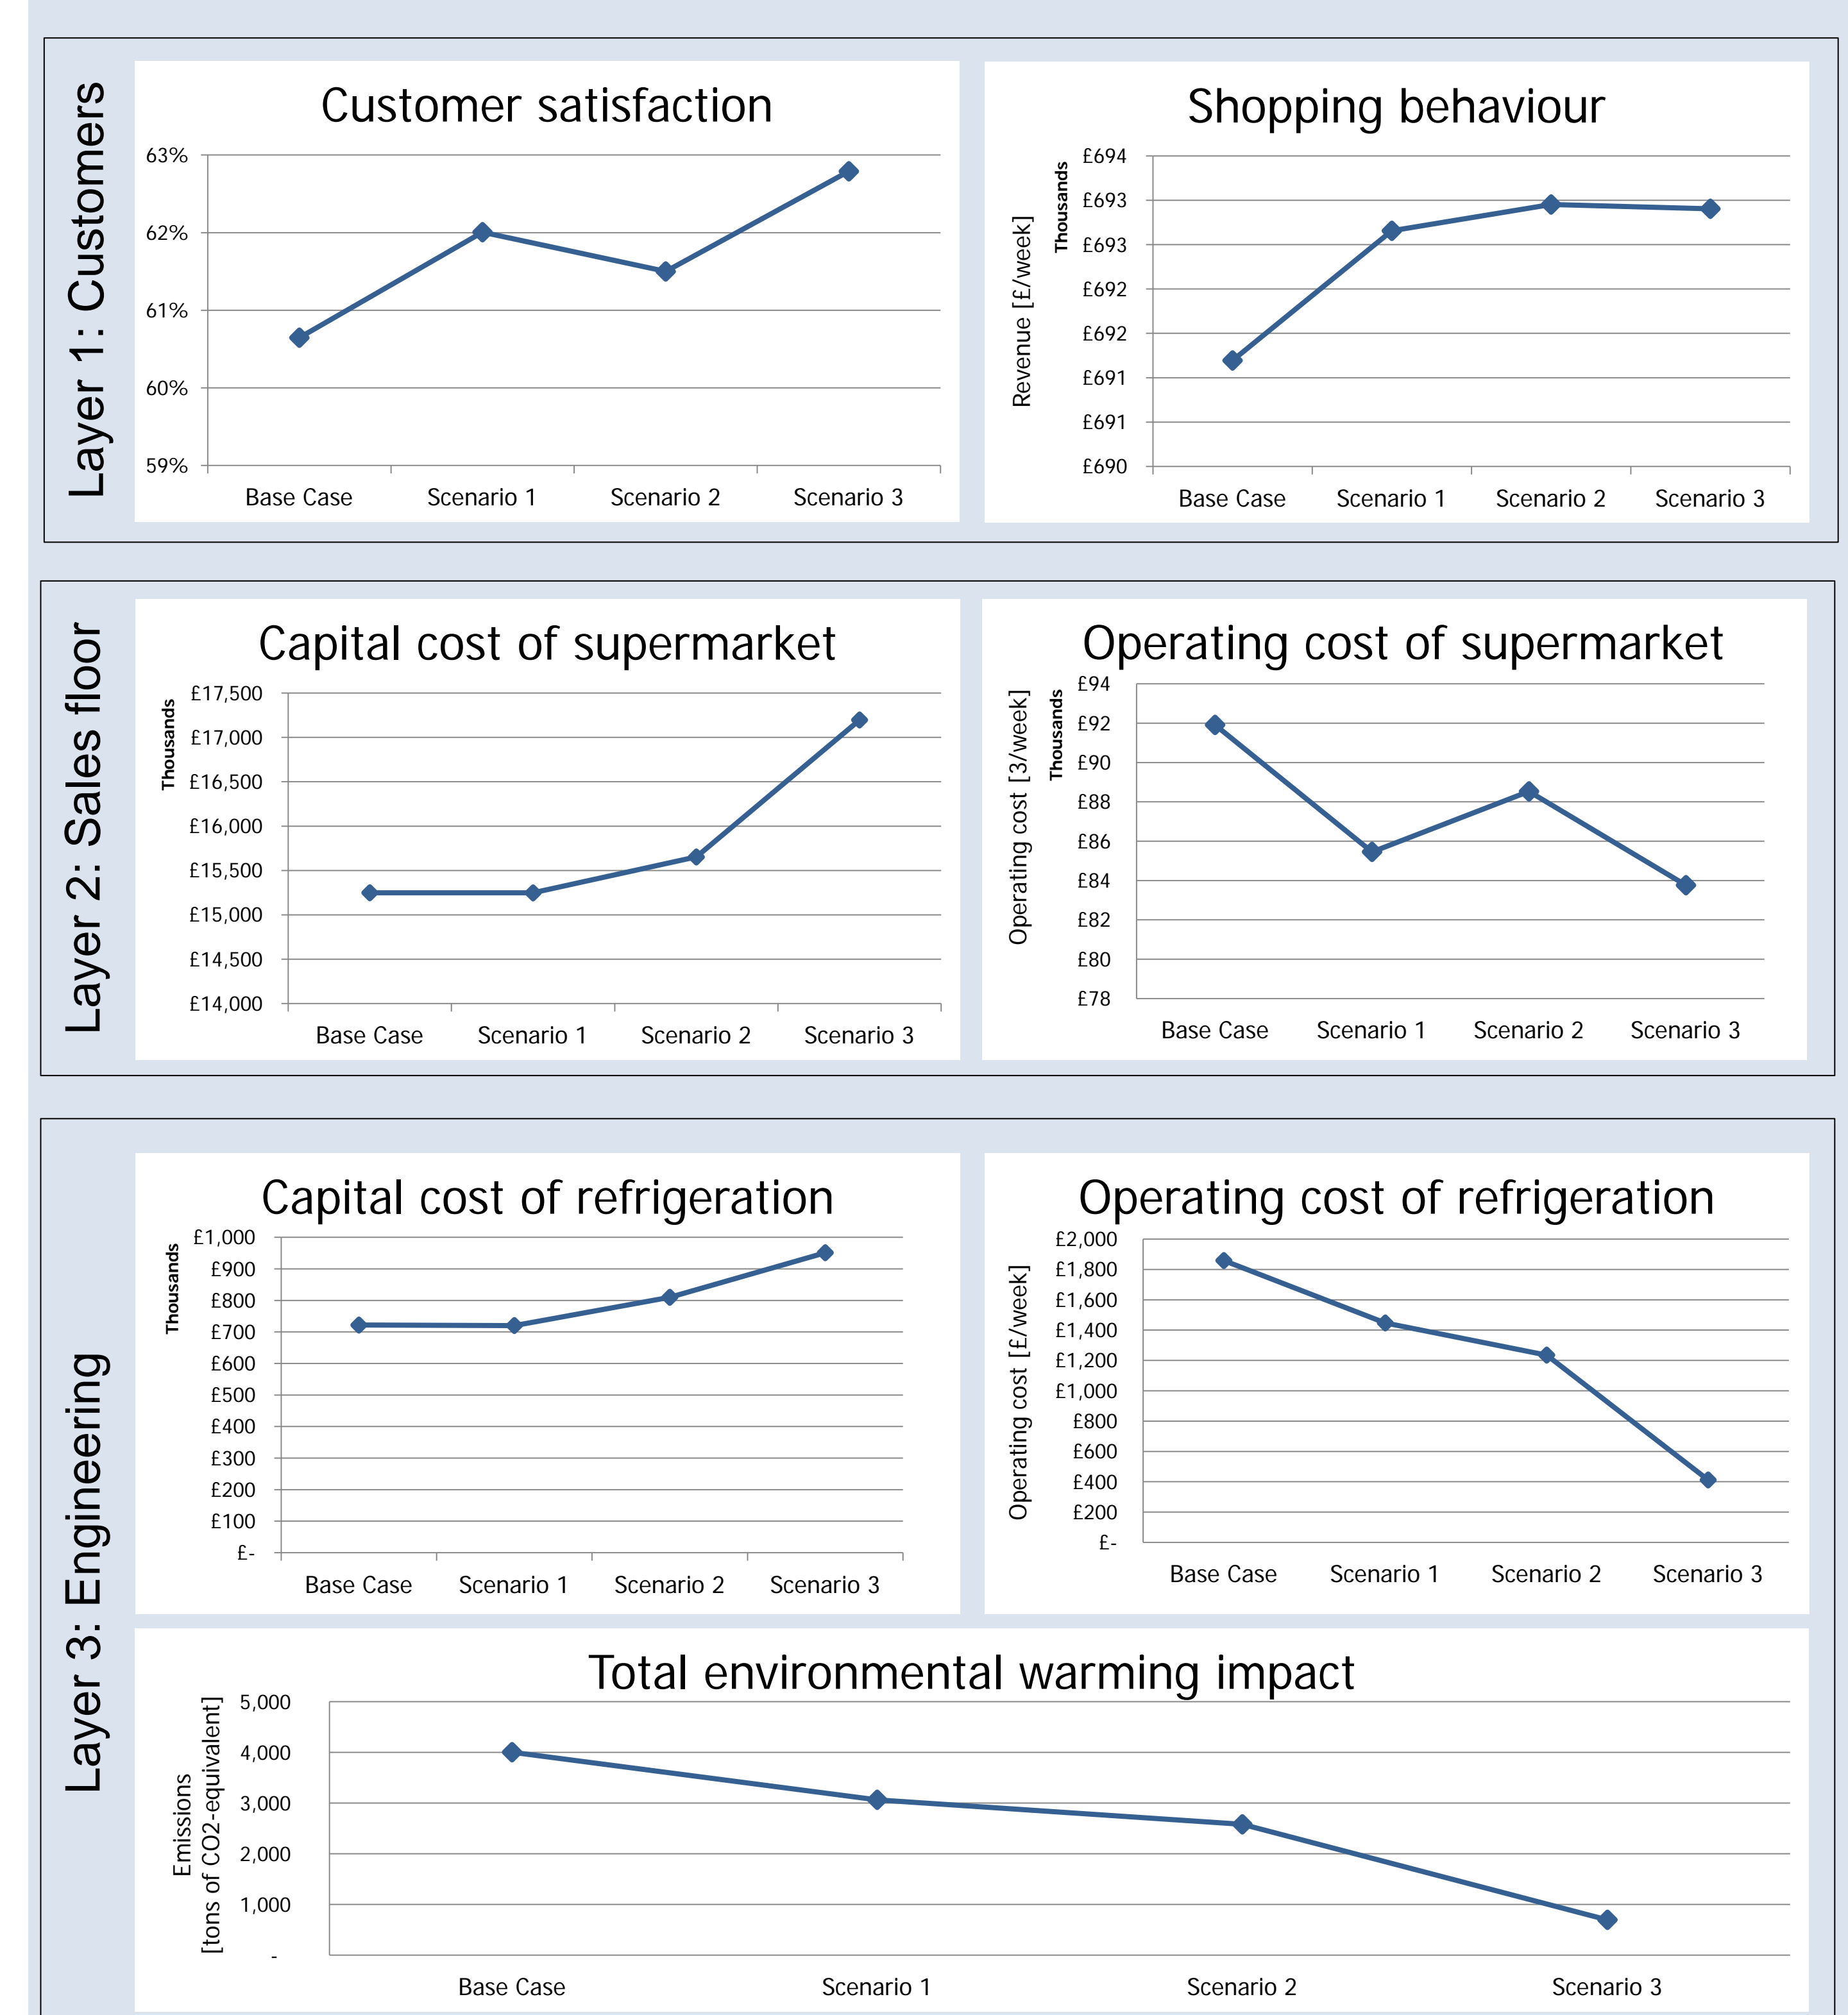 Layer 1: Customers
Customer satisfaction
63%
62%
61%
60%
59%
Base Case Scenario 1 Scenario 2 Scenario 3
Shopping behaviour
Revenue [£/week]
Thousands
£694
£693
£693
£692
£692
£691
£691
£690
Base Case Scenario 1 Scenario 2 Scenario 3
Layer 2: Sales floor
Capital cost of supermarket
Thousands
£17,500
£17,000
£16,500
£16,000
£15,500
£15,000
£14,500
£14,000
Base Case Scenario 1 Scenario 2 Scenario 3
Operating cost of supermarket
Operating cost [3/week]
Thousands
£94
£92
£90
£88
£86
£84
£82
£80
£78
Base Case Scenario 1 Scenario 2 Scenario 3
Layer 3: Engineering
Capital cost of refrigeration
Thousands
£1,000
£900
£800
£700
£600
£500
£400
£300
£200
£100
£-
Base Case Scenario 1 Scenario 2 Scenario 3
Operating cost of refrigeration
Operating cost [£/week]
£2,000
£1,800
£1,600
£1,400
£1,200
£1,000
£800
£600
£400
£200
£-
Base Case Scenario 1 Scenario 2 Scenario 3
Total environmental warming impact
Emissions
[tons of CO2-equivalent]
5,000
4,000
3,000
2,000
1,000
-
Base Case Scenario 1 Scenario 2 Scenario 3